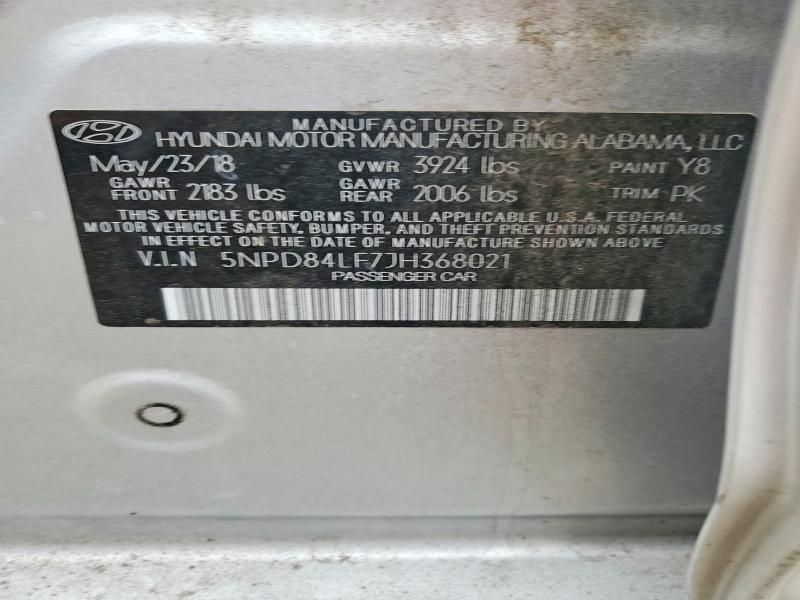 MANUFACTURED BY
HYUNDAI MOTOR MANUFACTURING ALABAMA, LLC
May/23/18 GVWR 3924 lbs PAINT Y8
GAWR FRONT 2183 lbs GAWR REAR 2006 lbs TRIM PK
THIS VEHICLE CONFORMS TO ALL APPLICABLE U.S.A. FEDERAL
MOTOR VEHICLE SAFETY, BUMPER, AND THEFT PREVENTION STANDARDS
IN EFFECT ON THE DATE OF MANUFACTURE SHOWN ABOVE
V.I.N 5NPD84LF7JH368021
PASSENGER CAR